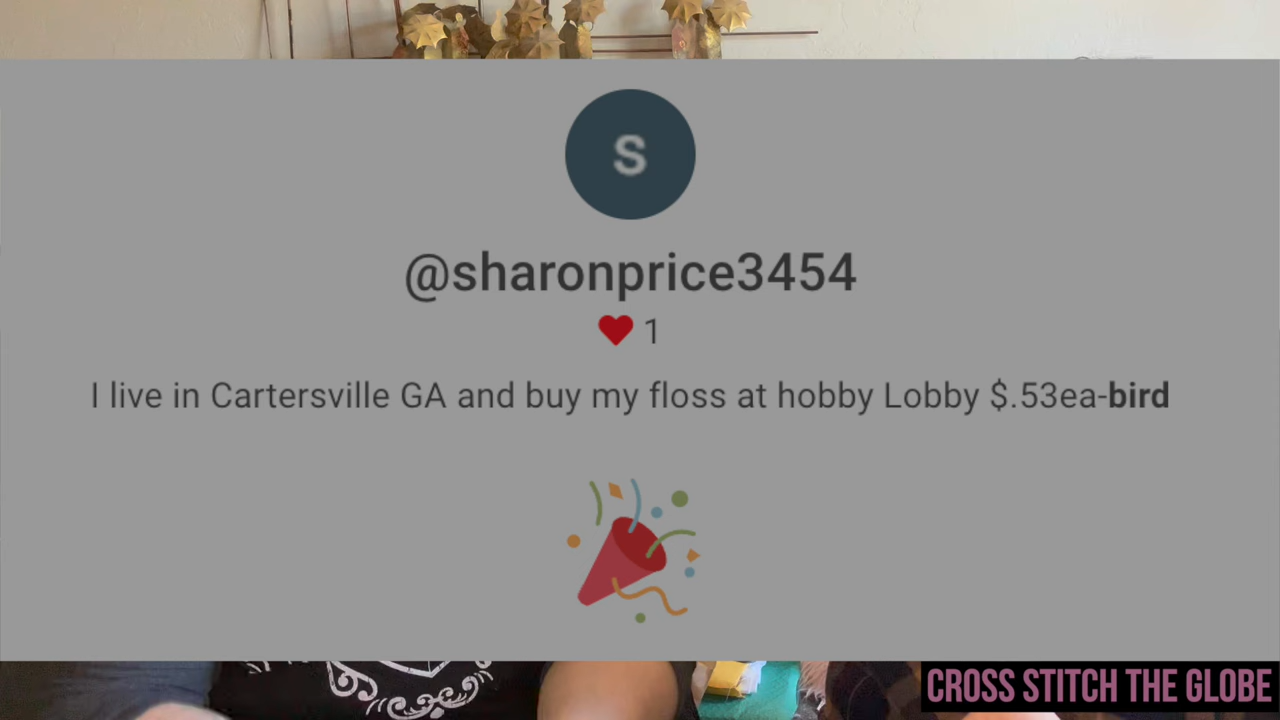 S
@sharonprice3454
1
I live in Cartersville GA and buy my floss at hobby Lobby $.53ea-bird
CROSS STITCH THE GLOBE